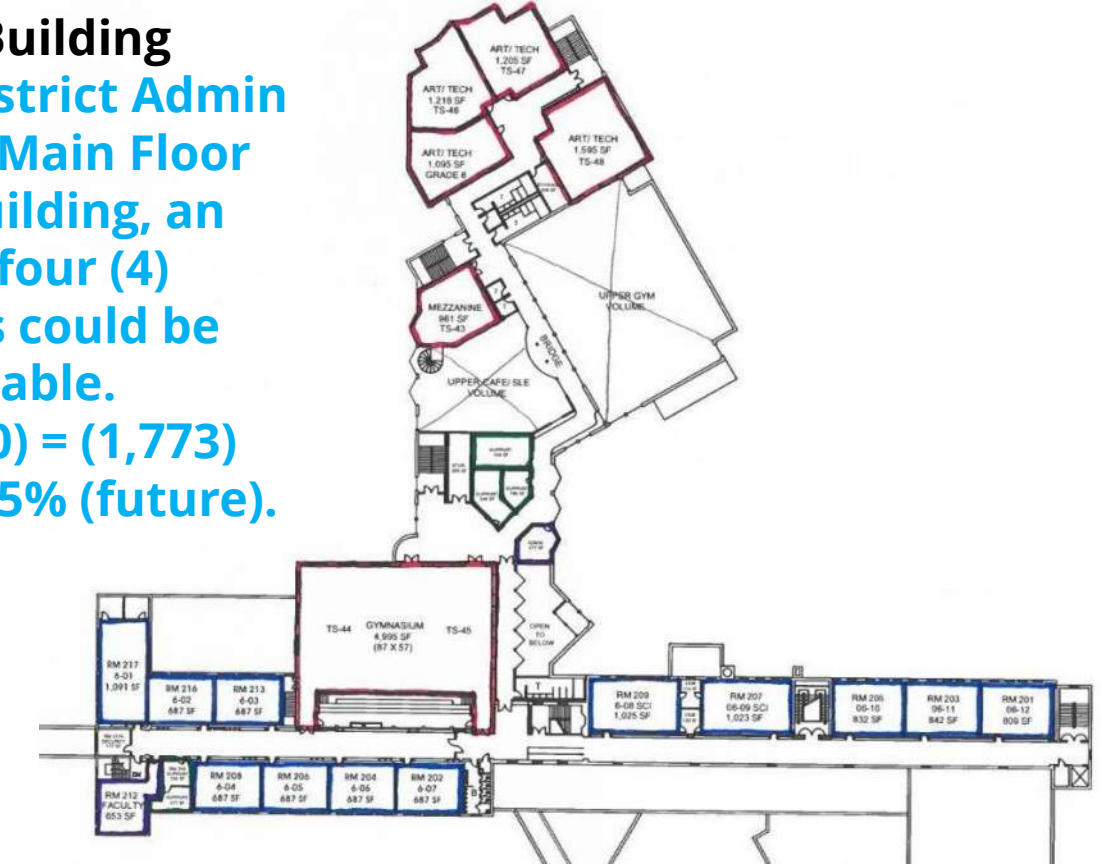 Building
strict Admin
Main Floor
uilding, an
four (4)
s could be
able.
0) = (1,773)
5% (future).
ART/ TECH
1,205 SF
TS-47
ART/ TECH
1,218 SF
TS-46
ART/ TECH
1,095 SF
GRADE 8
ART/ TECH
1,595 SF
TS-48
MEZZANINE
961 SF
TS-43
UPPER GYM
VOLUME
BRIDGE
UPPER CAFE/ SLE
VOLUME
SUPPORT
SUPPORT
SUPPORT
TS-44
GYMNASIUM
4,995 SF
(87 X 57)
TS-45
OPEN
TO
BELOW
T
RM 217
6-01
1,091 SF
RM 216
6-02
687 SF
RM 213
6-03
687 SF
RM 209
6-08 SCI
1,025 SF
RM 207
06-09 SCI
1,023 SF
RM 205
06-10
832 SF
RM 203
06-11
842 SF
RM 201
06-12
809 SF
RM 212
FACULTY
653 SF
RM 208
6-04
687 SF
RM 206
6-05
687 SF
RM 204
6-06
687 SF
RM 202
6-07
687 SF